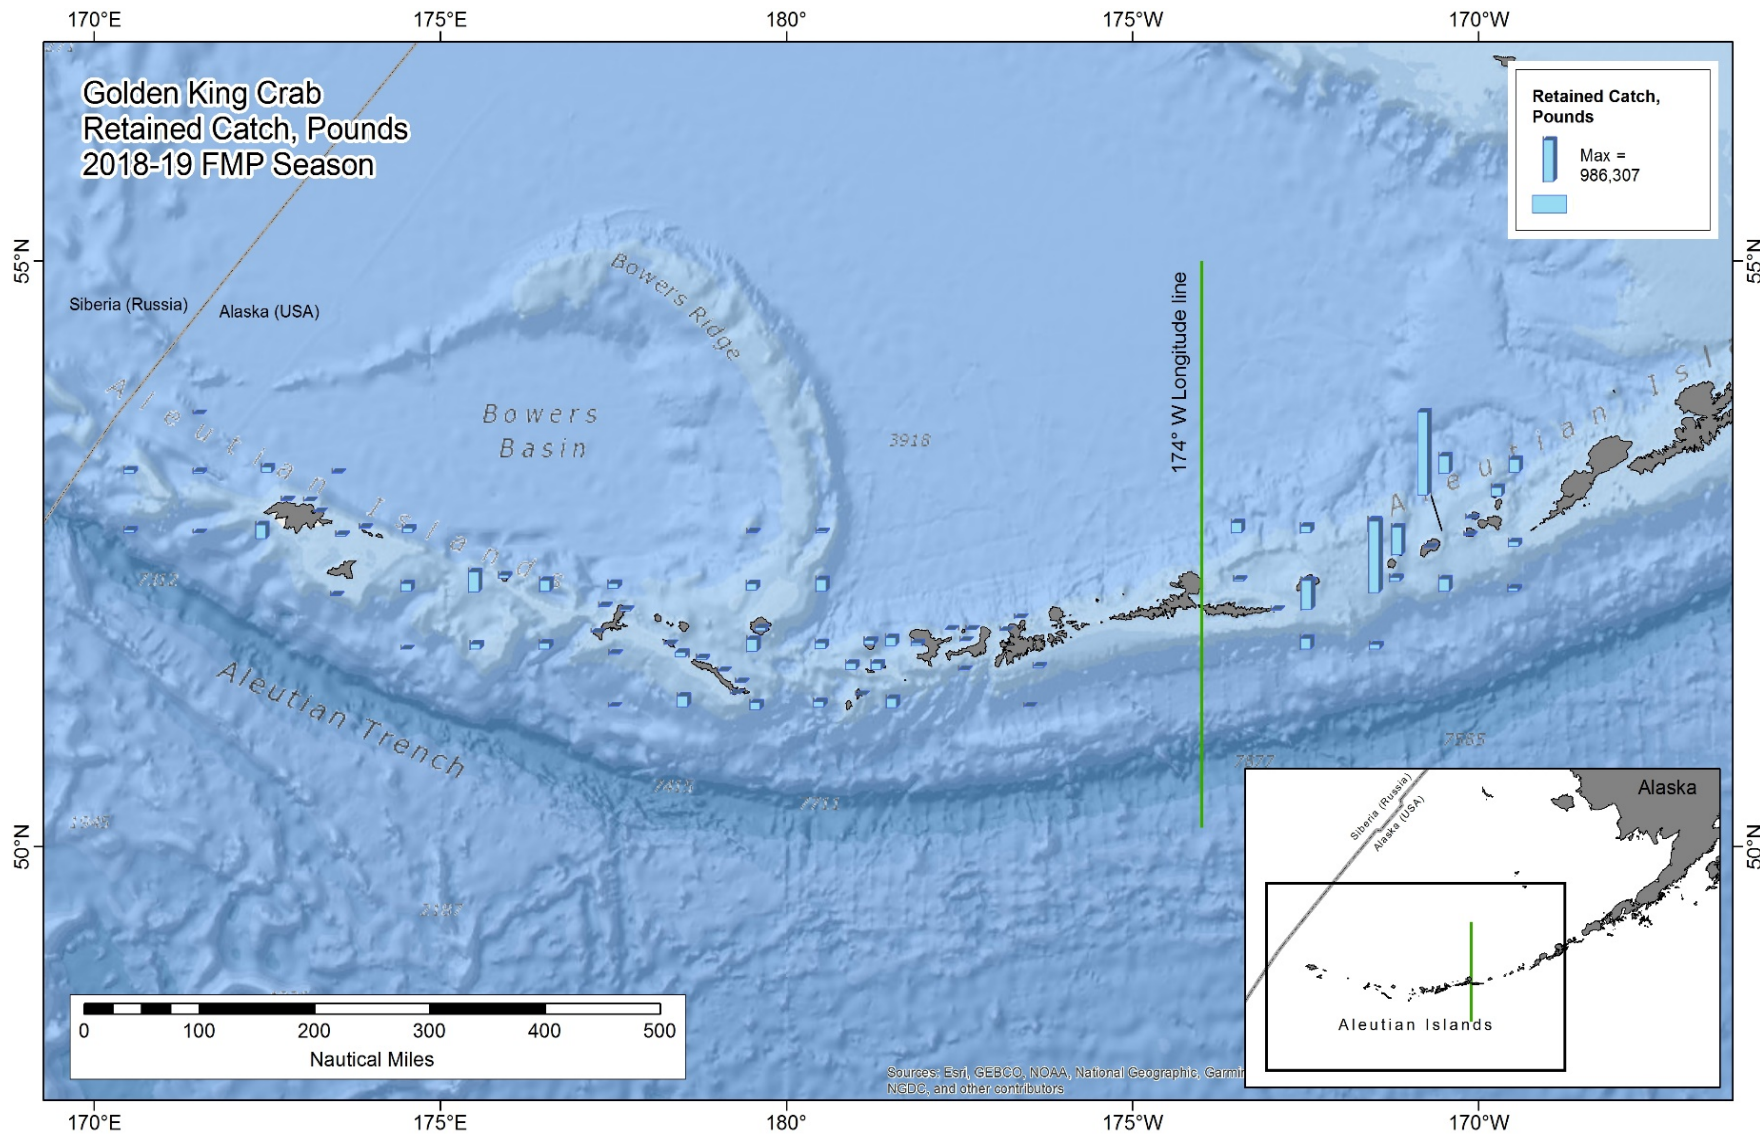 170°E
175°E
180°
175°W
170°W
Golden King Crab
Retained Catch, Pounds
2018-19 FMP Season
Retained Catch,
Pounds
Max =
986,307
55°N
55°N
Siberia (Russia)
Alaska (USA)
Bowers Ridge
174° W Longitude line
Aleutian Islands
Bowers
Basin
3918
Aleutian Isl
Aleutian Trench
50°N
50°N
Alaska
Siberia (Russia)
Alaska (USA)
Aleutian Islands
0
100
200
300
400
500
Nautical Miles
Sources: Esri, GEBCO, NOAA, National Geographic, Garmin
NGDC, and other contributors
170°E
175°E
180°
175°W
170°W